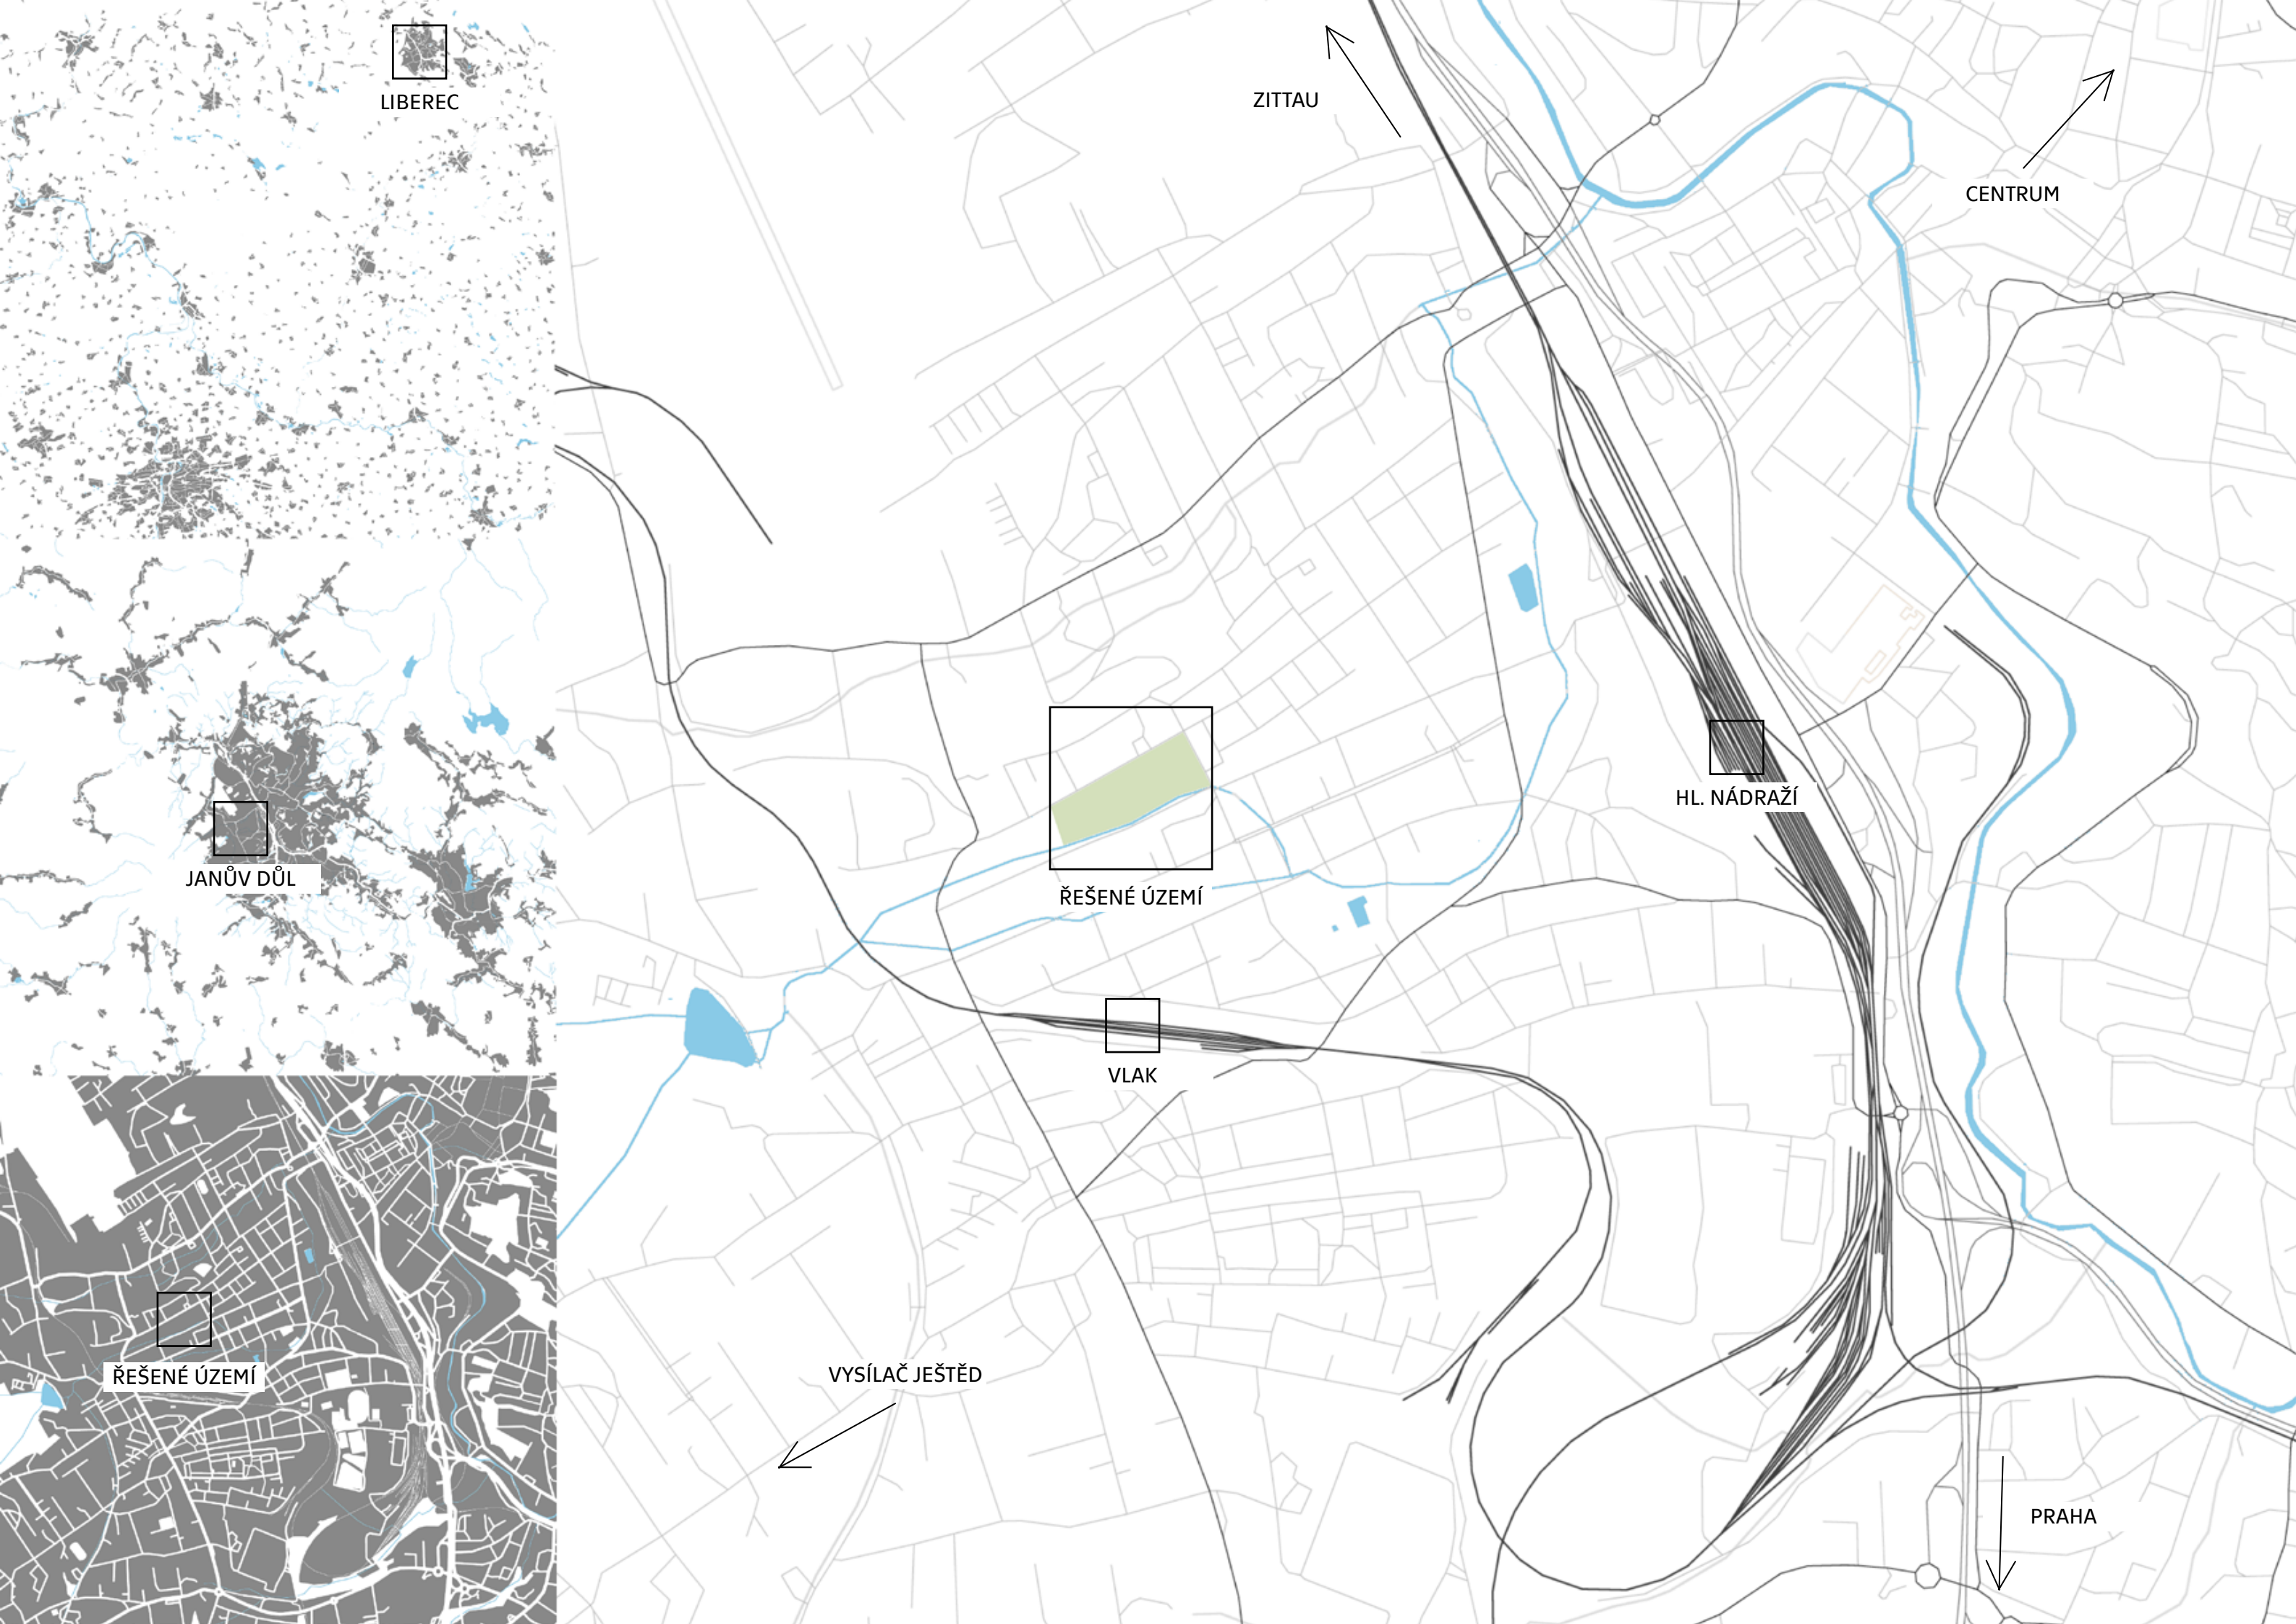 LIBEREC
JANŮV DŮL
ŘEŠENÉ ÚZEMÍ
ZITTAU
CENTRUM
HL. NÁDRAŽÍ
ŘEŠENÉ ÚZEMÍ
VLAK
VYSÍLAČ JEŠTĚD
PRAHA